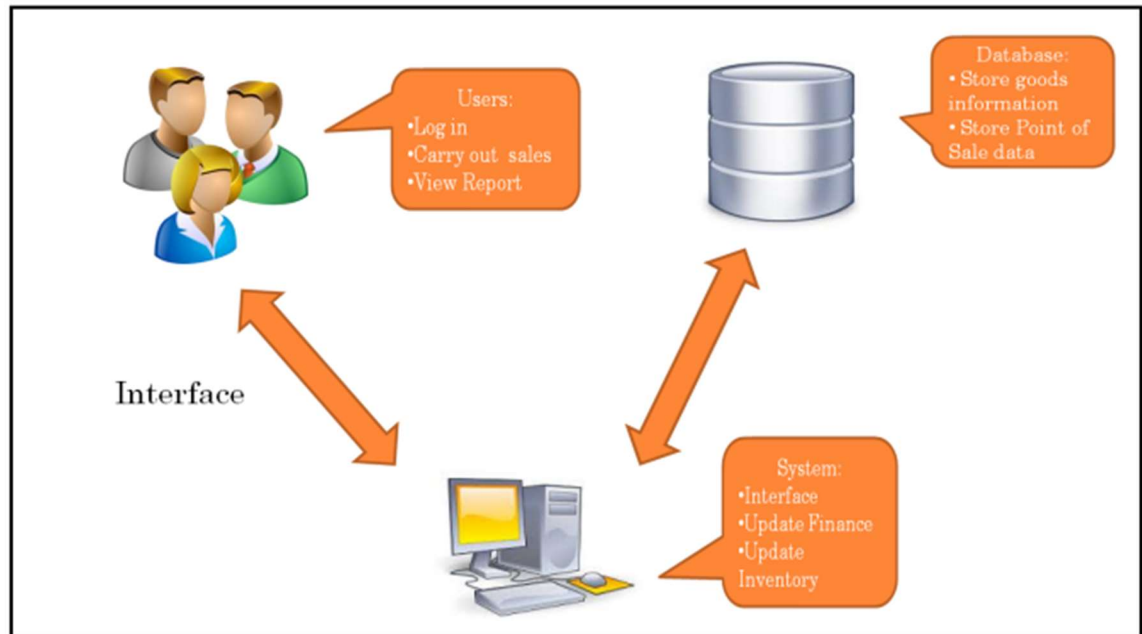 Users:
•Log in
•Carry out sales
•View Report
Database:
• Store goods
information
• Store Point of
Sale data
Interface
System:
•Interface
•Update Finance
•Update
Inventory